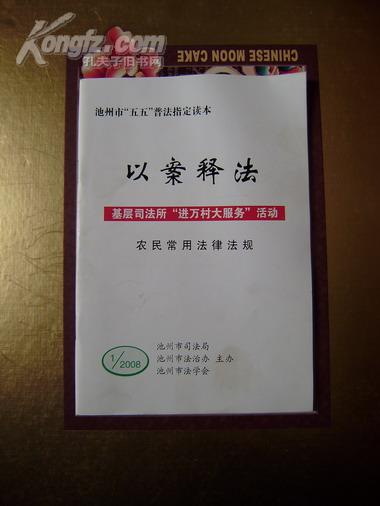 Kongfz.com
孔夫子旧书网
CHINESE MOON CAKE
池州市“五五”普法指定读本
以案释法
基层司法所“进万村大服务”活动
农民常用法律法规
1/2008
池州市司法局
池州市法治办 主办
池州市法学会